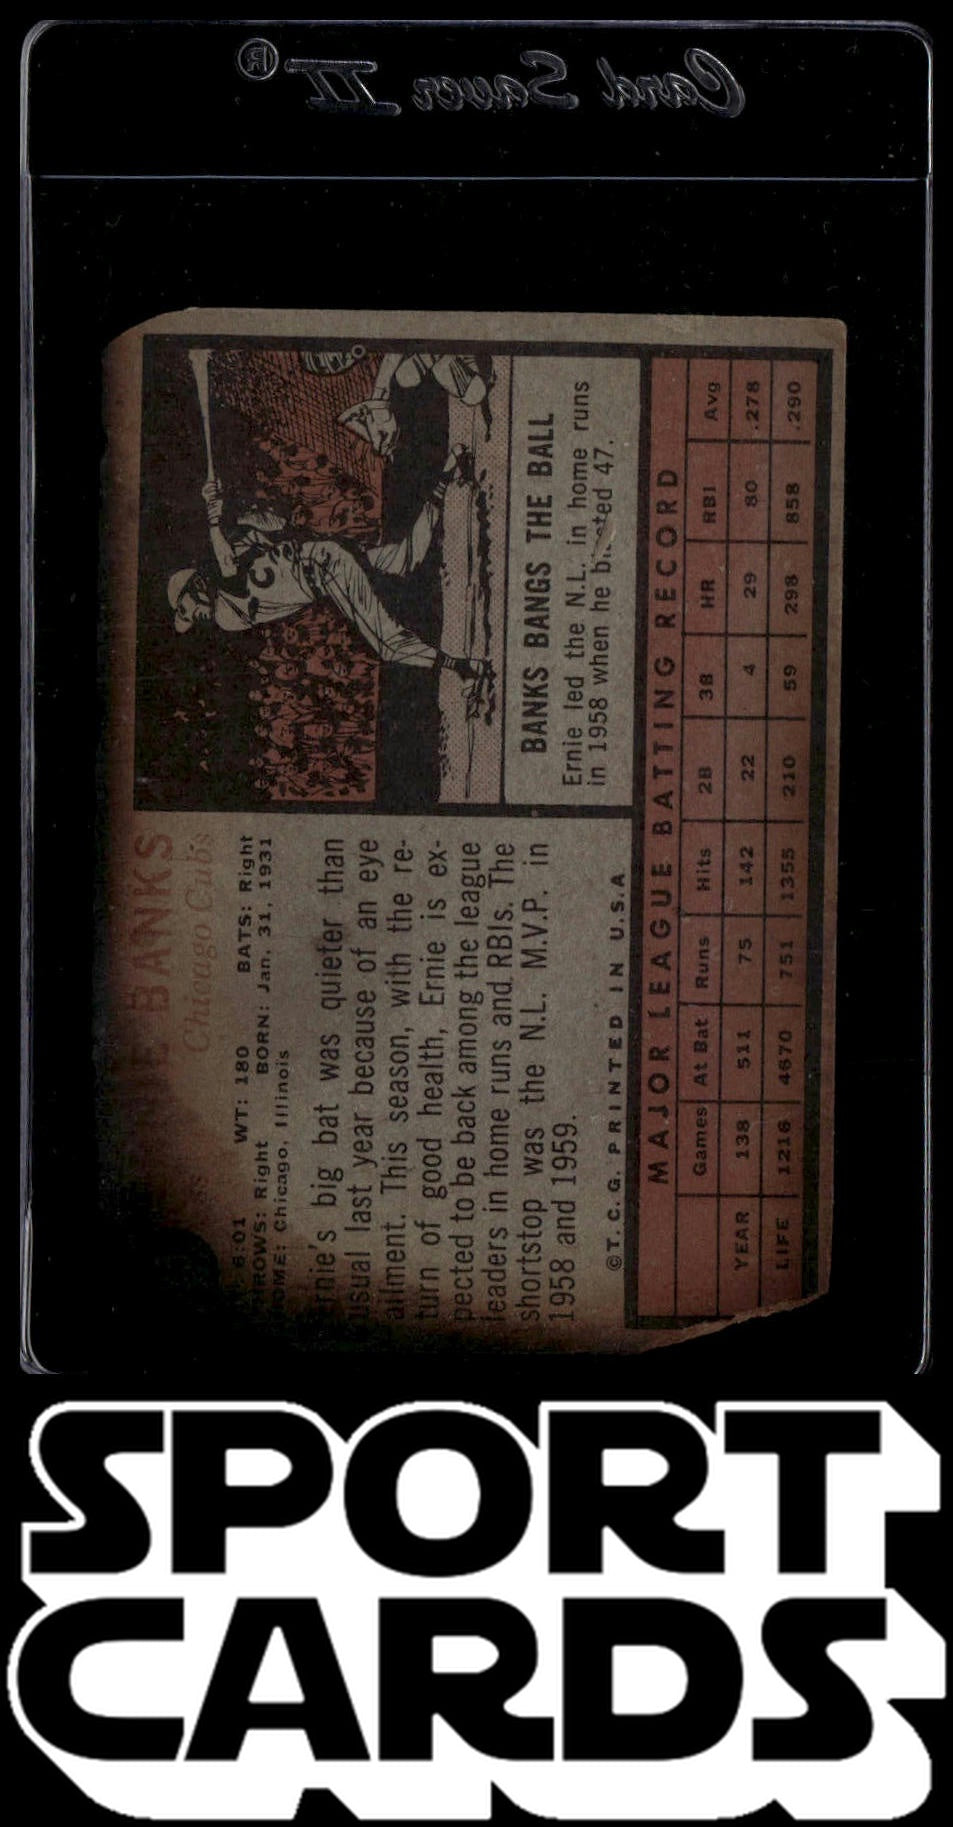 Card Saver II®
BANKS
Chicago Cubs
6:01 WT: 180 BATS: Right
ROWS: Right BORN: Jan. 31, 1931
OME: Chicago, Illinois
rnie's big bat was quieter than
usual last year because of an eye
ailment. This season, with the re-
turn of good health, Ernie is ex-
pected to be back among the league
leaders in home runs and RBIs. The
shortstop was the N.L. M.V.P. in
1958 and 1959.
©T.C.G. PRINTED IN U.S.A
BANKS BANGS THE BALL
Ernie led the N.L. in home runs
in 1958 when he bl sted 47.
MAJOR LEAGUE BATTING RECORD
Games At Bat Runs Hits 2B 3B HR RBI Avg
YEAR 138 511 75 142 22 4 29 80 .278
LIFE 1216 4670 751 1355 210 59 298 858 .290
SPORT
CARDS